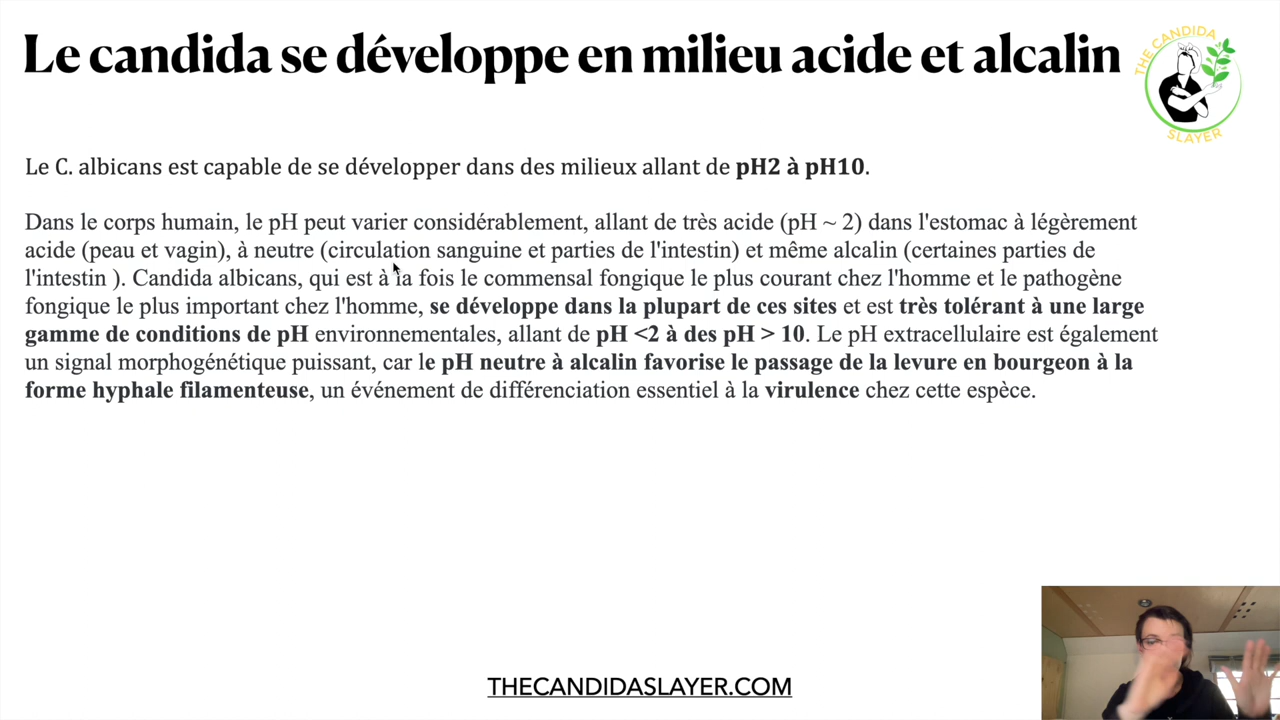 Le candida se développe en milieu acide et alcalin
THE CANDIDA
SLAYER
Le C. albicans est capable de se développer dans des milieux allant de pH2 à pH10.
Dans le corps humain, le pH peut varier considérablement, allant de très acide (pH ~ 2) dans l'estomac à légèrement
acide (peau et vagin), à neutre (circulation sanguine et parties de l'intestin) et même alcalin (certaines parties de
l'intestin ). Candida albicans, qui est à la fois le commensal fongique le plus courant chez l'homme et le pathogène
fongique le plus important chez l'homme, se développe dans la plupart de ces sites et est très tolérant à une large
gamme de conditions de pH environnementales, allant de pH <2 à des pH > 10. Le pH extracellulaire est également
un signal morphogénétique puissant, car le pH neutre à alcalin favorise le passage de la levure en bourgeon à la
forme hyphale filamenteuse, un événement de différenciation essentiel à la virulence chez cette espèce.
THECANDIDASLAYER.COM